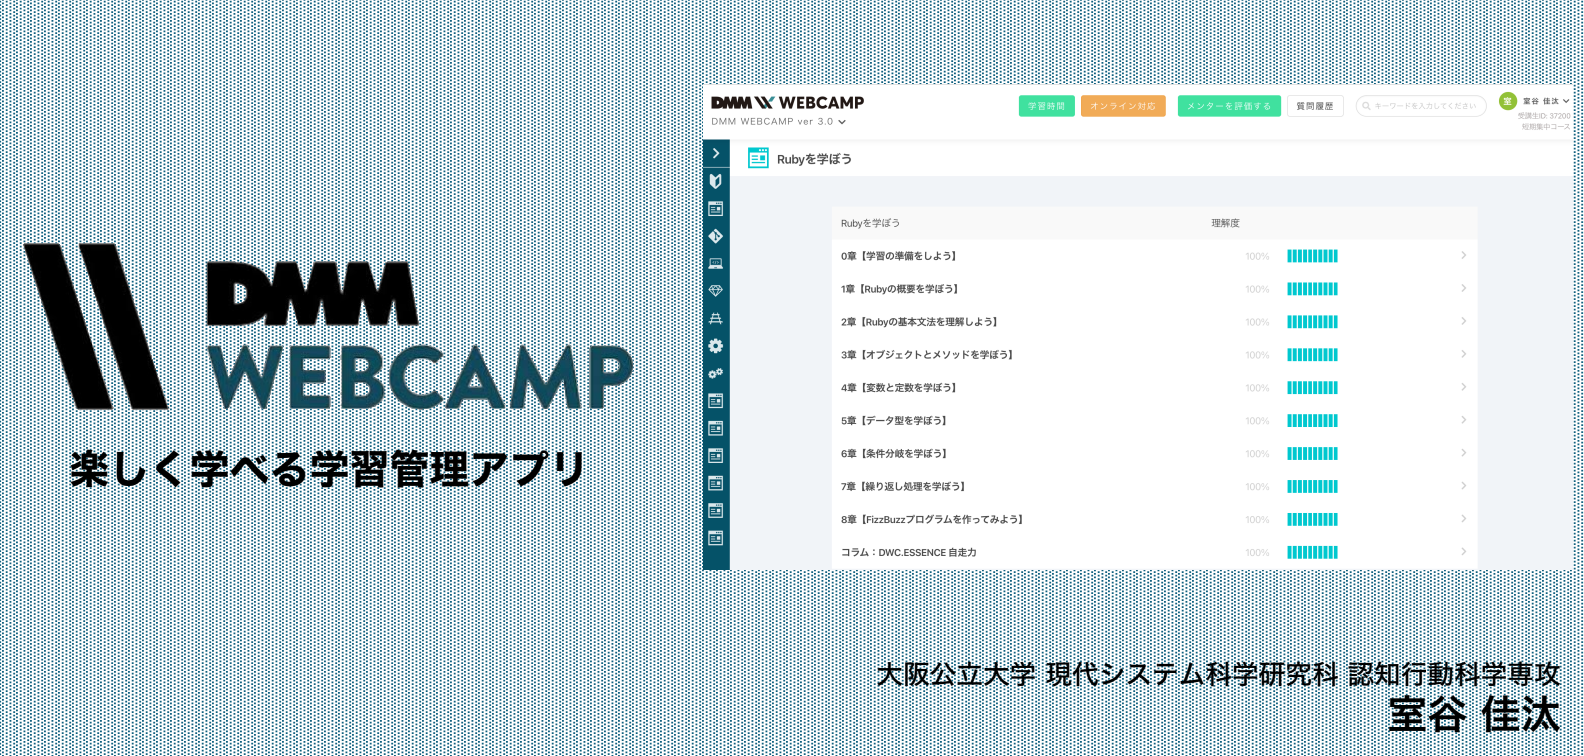 DMM
WEBCAMP
楽しく学べる学習管理アプリ
DMM WEBCAMP
DMM WEBCAMP ver 3.0
学習時間
オンライン対応
メンターを評価する
質問履歴
キーワードを入力してください
室
室谷 佳汰
受講生ID: 37200
短期集中コース
Rubyを学ぼう
Rubyを学ぼう 理解度
0章【学習の準備をしよう】 100%
1章【Rubyの概要を学ぼう】 100%
2章【Rubyの基本文法を理解しよう】 100%
3章【オブジェクトとメソッドを学ぼう】 100%
4章【変数と定数を学ぼう】 100%
5章【データ型を学ぼう】 100%
6章【条件分岐を学ぼう】 100%
7章【繰り返し処理を学ぼう】 100%
8章【FizzBuzzプログラムを作ってみよう】 100%
コラム：DWC.ESSENCE 自走力 100%
大阪公立大学 現代システム科学研究科 認知行動科学専攻
室谷 佳汰